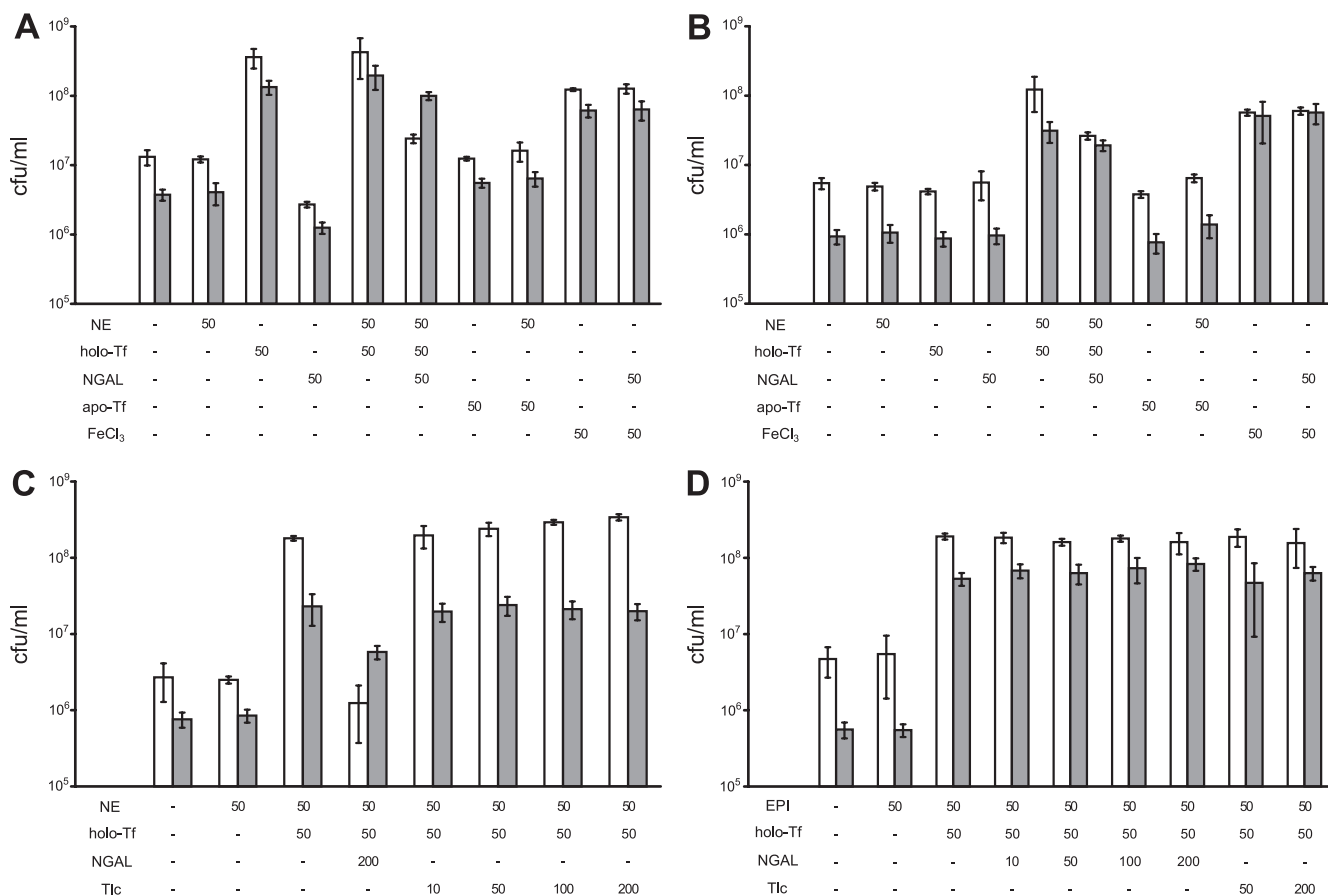 A
cfu/ml
10⁹
10⁸
10⁷
10⁶
10⁵
NE - 50 - - 50 50 - 50 - -
holo-Tf - - 50 - 50 50 - - - -
NGAL - - - 50 - 50 - - - 50
apo-Tf - - - - - - 50 50 - -
FeCl₃ - - - - - - - - 50 50
B
cfu/ml
10⁹
10⁸
10⁷
10⁶
10⁵
NE - 50 - - 50 50 - 50 - -
holo-Tf - - 50 - 50 50 - - - -
NGAL - - - 50 - 50 - - - 50
apo-Tf - - - - - - 50 50 - -
FeCl₃ - - - - - - - - 50 50
C
cfu/ml
10⁹
10⁸
10⁷
10⁶
10⁵
NE - 50 50 50 50 50 50 50
holo-Tf - - 50 50 50 50 50 50
NGAL - - - 200 - - - -
Tlc - - - - 10 50 100 200
D
cfu/ml
10⁹
10⁸
10⁷
10⁶
10⁵
EPI - 50 50 50 50 50 50 50 50
holo-Tf - - 50 50 50 50 50 50 50
NGAL - - - 10 50 100 200 - -
Tlc - - - - - - - 50 200